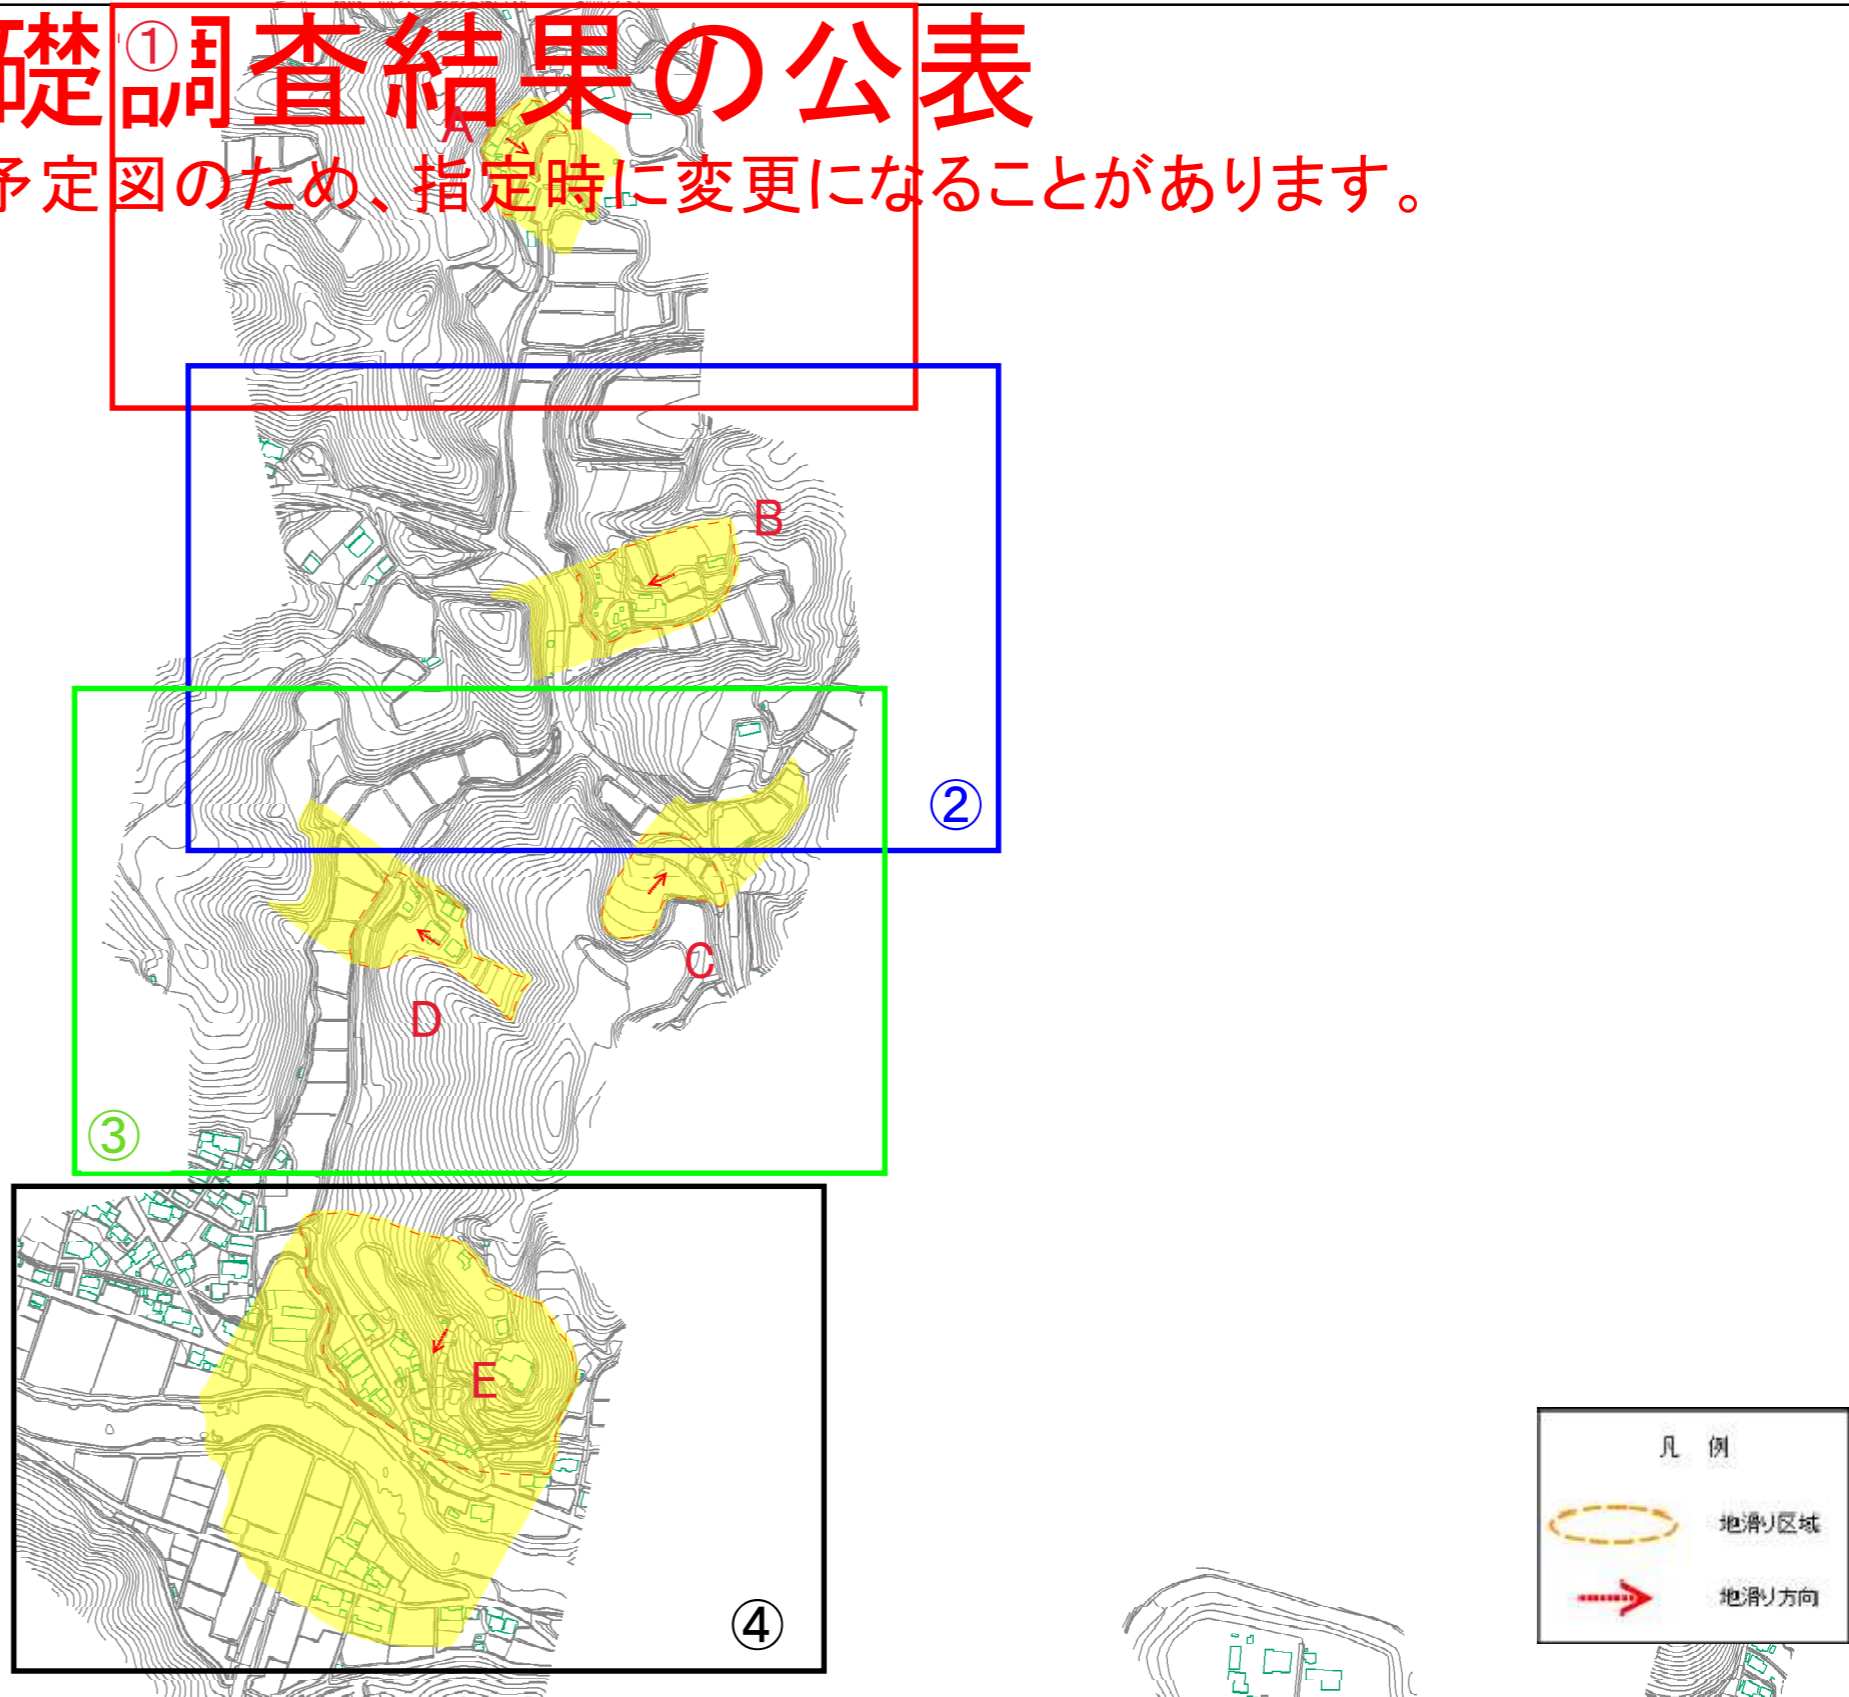 礎調査結果の公表
予定図のため、指定時に変更になることがあります。
①
A
B
②
C
D
③
E
④
凡 例
地滑り区域
地滑り方向